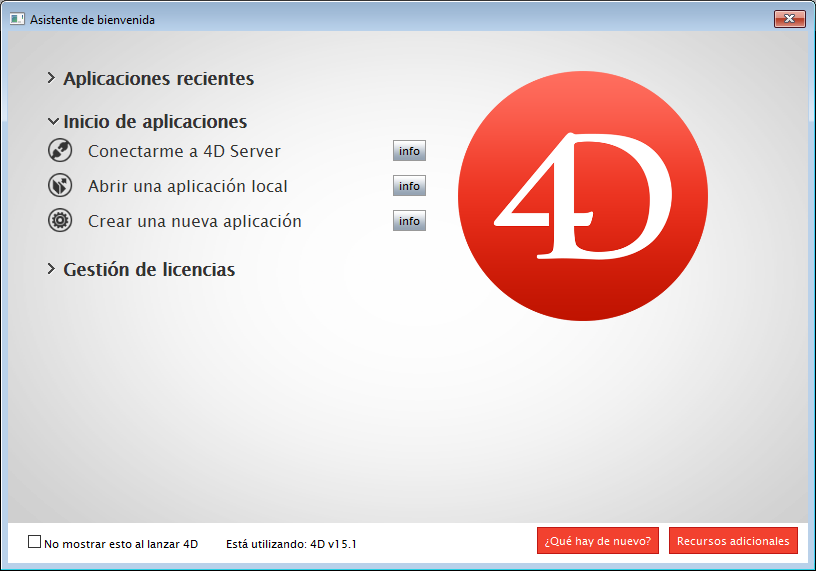 Asistente de bienvenida
Aplicaciones recientes
Inicio de aplicaciones
Conectarme a 4D Server info
Abrir una aplicación local info
Crear una nueva aplicación info
Gestión de licencias
4D
No mostrar esto al lanzar 4D Está utilizando: 4D v15.1 ¿Qué hay de nuevo? Recursos adicionales